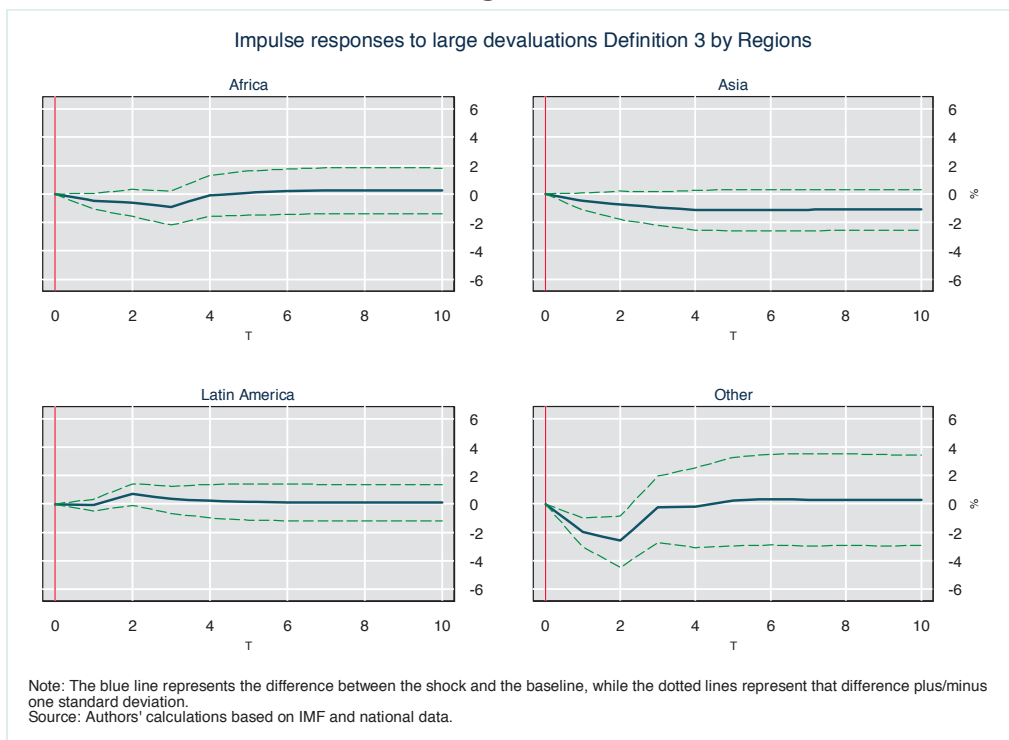 Impulse responses to large devaluations Definition 3 by Regions
Africa
6
4
2
0
-2
-4
-6
0 2 4 6 8 10
T
Asia
6
4
2
0
-2
-4
-6
%
0 2 4 6 8 10
T
Latin America
6
4
2
0
-2
-4
-6
0 2 4 6 8 10
T
Other
6
4
2
0
-2
-4
-6
%
0 2 4 6 8 10
T
Note: The blue line represents the difference between the shock and the baseline, while the dotted lines represent that difference plus/minus
one standard deviation.
Source: Authors' calculations based on IMF and national data.